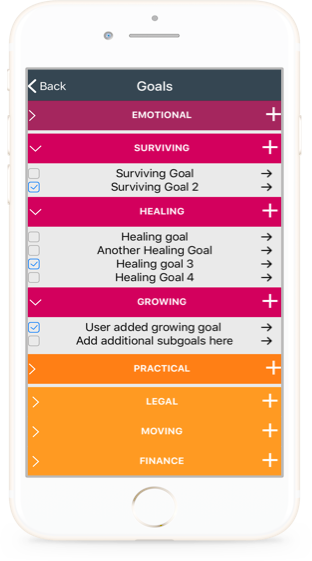 Back
Goals
EMOTIONAL
SURVIVING
Surviving Goal
Surviving Goal 2
HEALING
Healing goal
Another Healing Goal
Healing goal 3
Healing Goal 4
GROWING
User added growing goal
Add additional subgoals here
PRACTICAL
LEGAL
MOVING
FINANCE